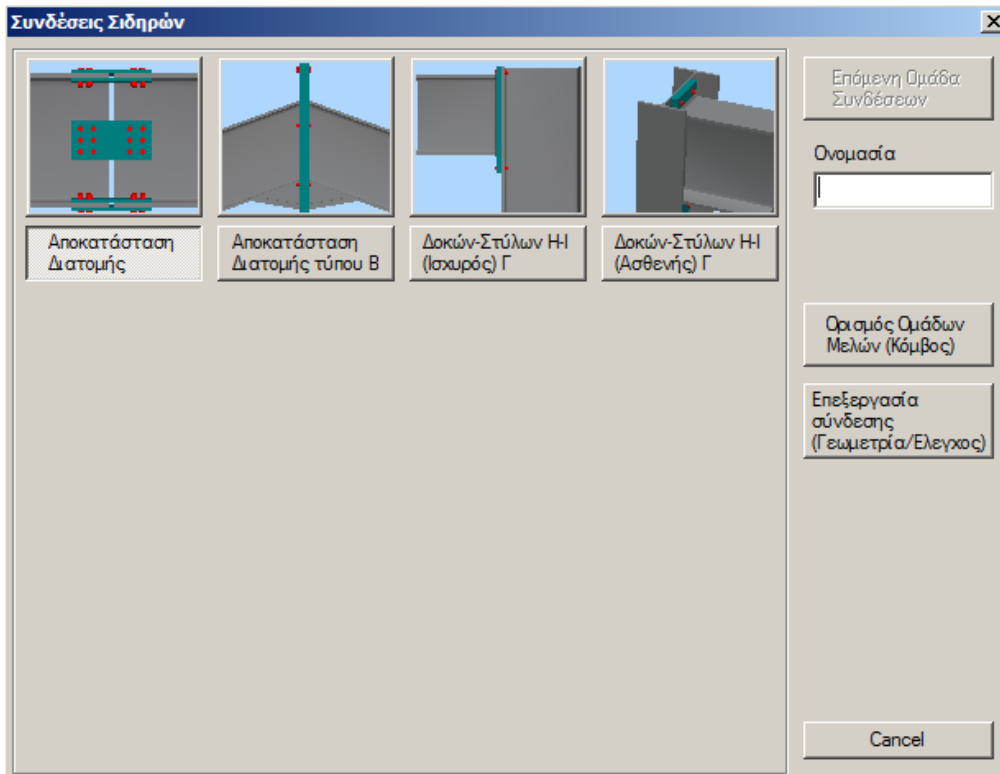 Συνδέσεις Σιδηρών
Επόμενη Ομάδα
Συνδέσεων
Ονομασία
Αποκατάσταση
Διατομής
Αποκατάσταση
Διατομής τύπου Β
Δοκών-Στύλων Η-Ι
(Ισχυρός) Γ
Δοκών-Στύλων Η-Ι
(Ασθενής) Γ
Ορισμός Ομάδων
Μελών (Κόμβος)
Επεξεργασία
σύνδεσης
(Γεωμετρία/Ελεγχος)
Cancel